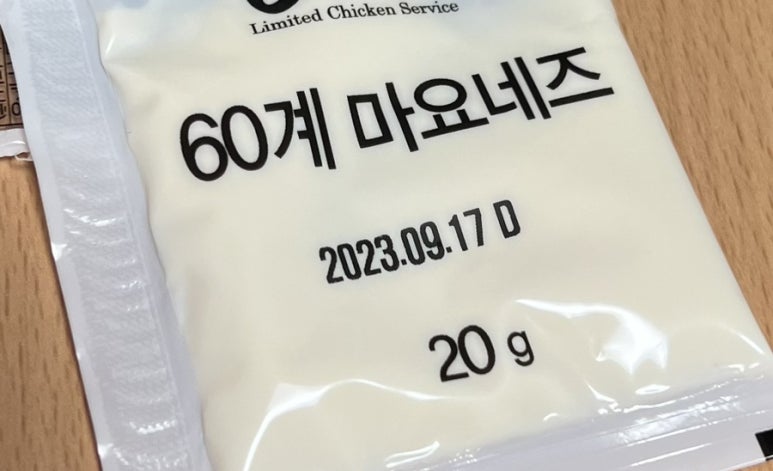 Limited Chicken Service
60계 마요네즈
2023.09.17 D
20 g